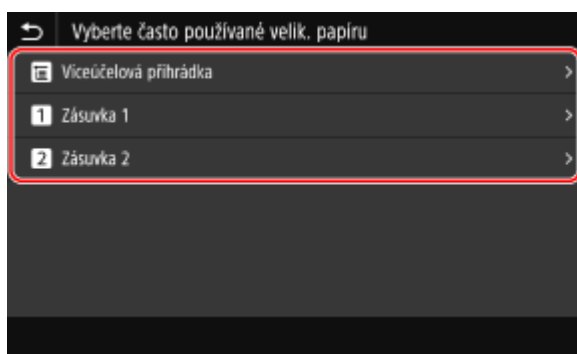 Vyberte často používané velik. papíru
Víceúčelová přihrádka
1 Zásuvka 1
2 Zásuvka 2